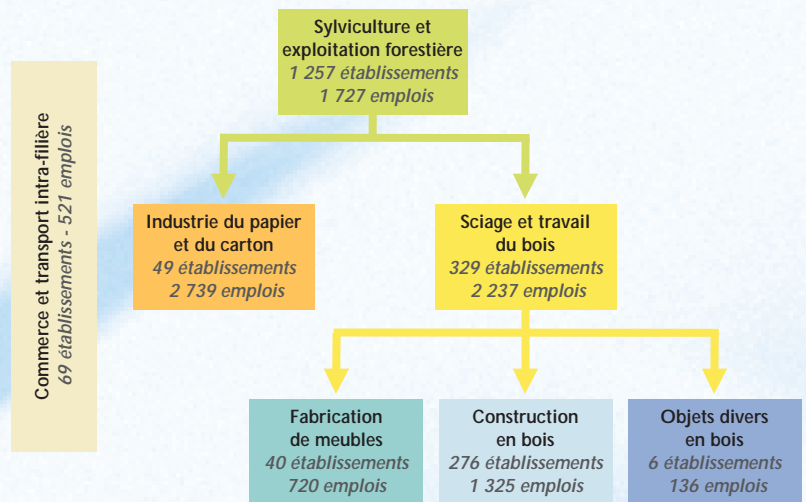 Sylviculture et
exploitation forestière
1 257 établissements
1 727 emplois
Commerce et transport intra-filière
69 établissements - 521 emplois
Industrie du papier
et du carton
49 établissements
2 739 emplois
Sciage et travail
du bois
329 établissements
2 237 emplois
Fabrication
de meubles
40 établissements
720 emplois
Construction
en bois
276 établissements
1 325 emplois
Objets divers
en bois
6 établissements
136 emplois